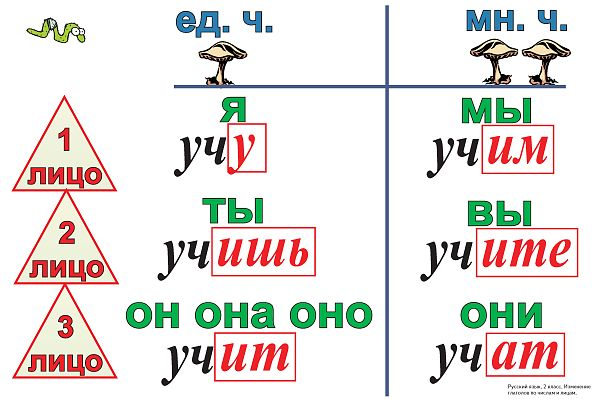 ед. ч. мн. ч.
1 лицо
я мы
учу учим
2 лицо
ты вы
учишь учите
3 лицо
он она оно они
учит учат
Русский язык, 2 класс. Изменение
глаголов по числам и лицам.